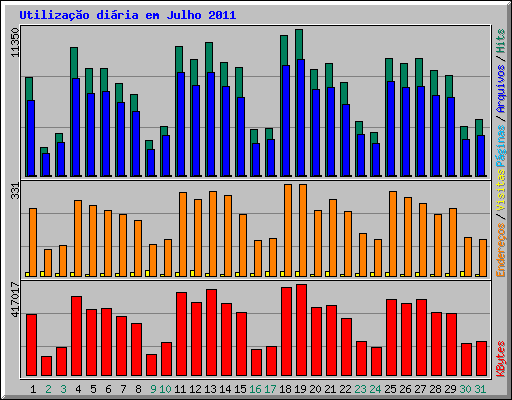 Utilização diária em Julho 2011
11350
331
417017
KBytes Endereços / Visitas Páginas / Arquivos / Hits
1 2 3 4 5 6 7 8 9 10 11 12 13 14 15 16 17 18 19 20 21 22 23 24 25 26 27 28 29 30 31